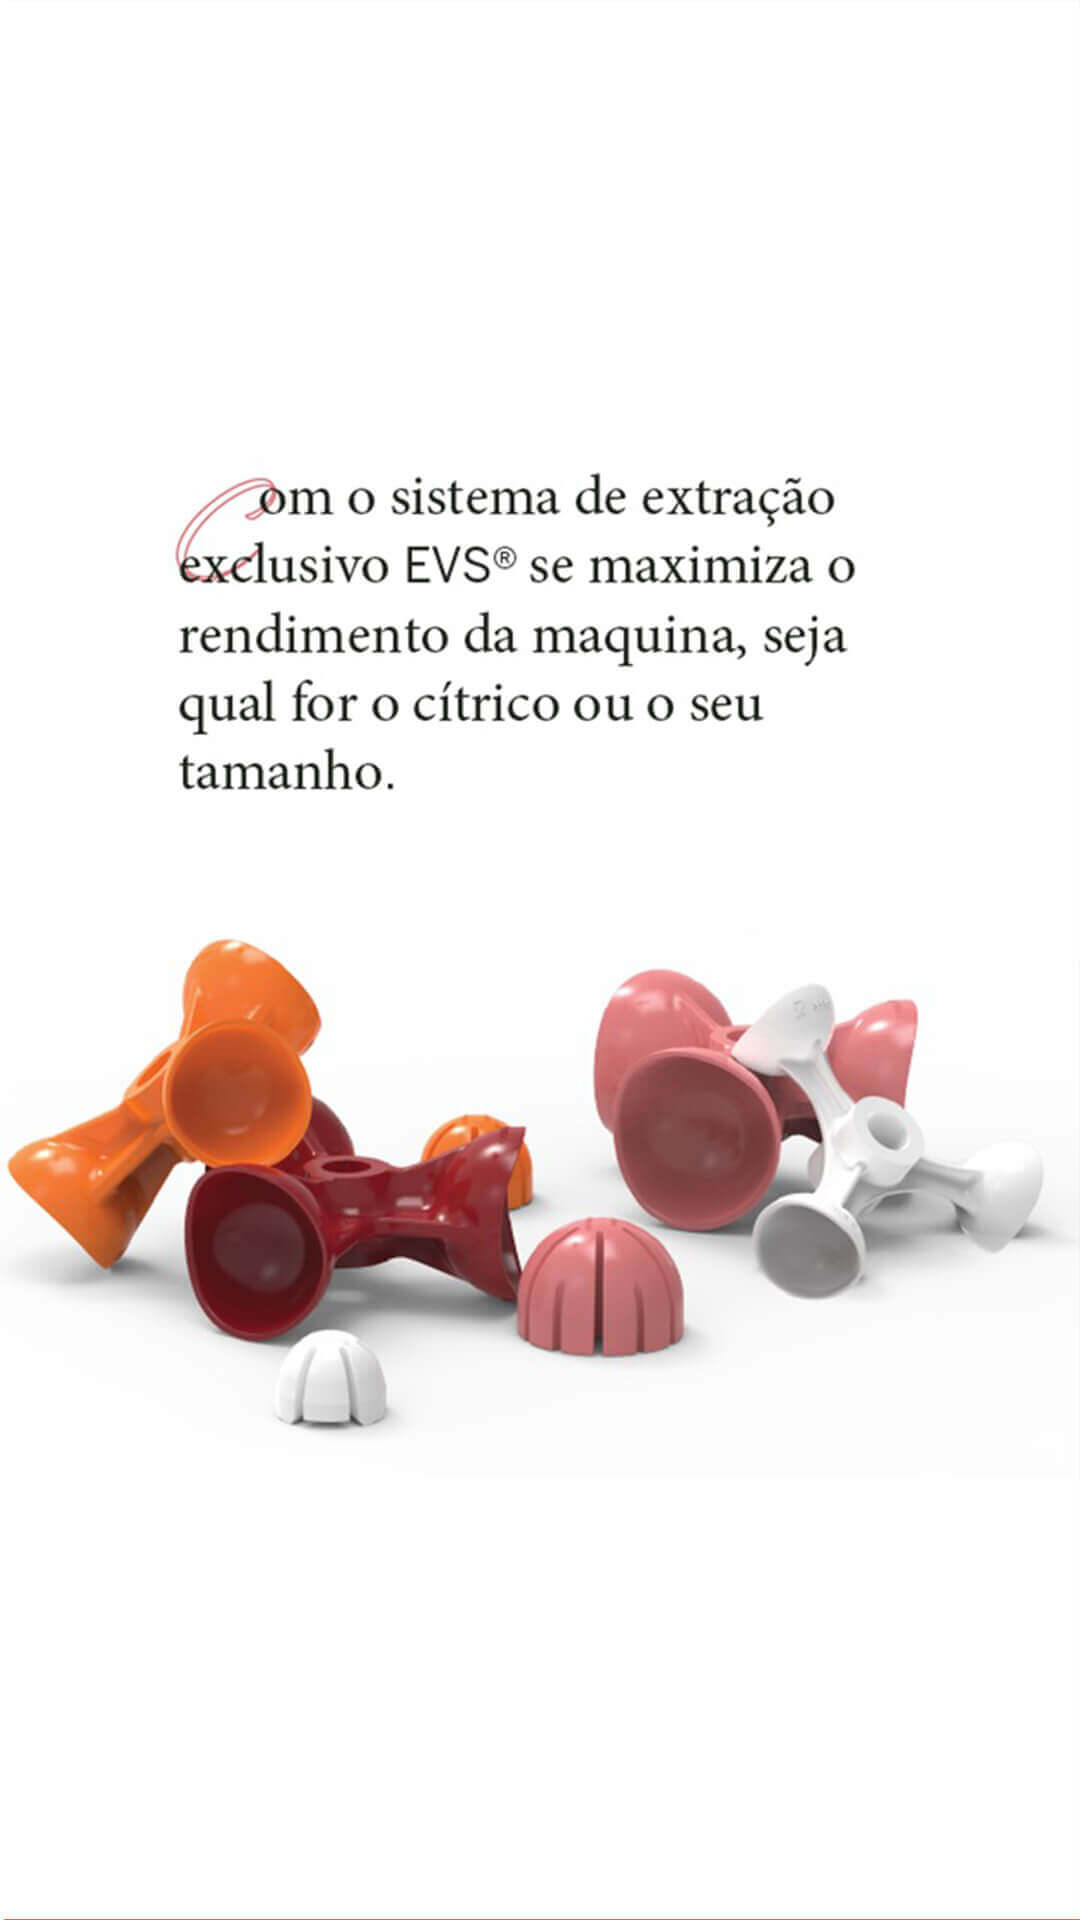 Com o sistema de extração
exclusivo EVS® se maximiza o
rendimento da maquina, seja
qual for o cítrico ou o seu
tamanho.